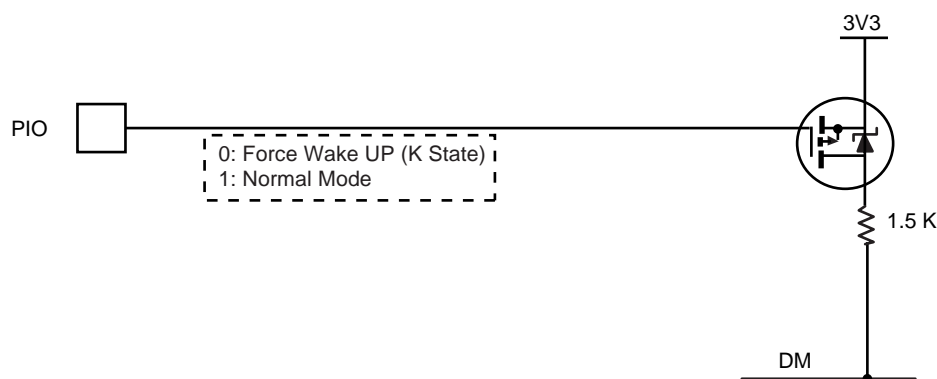 3V3
PIO
0: Force Wake UP (K State)
1: Normal Mode
1.5 K
DM